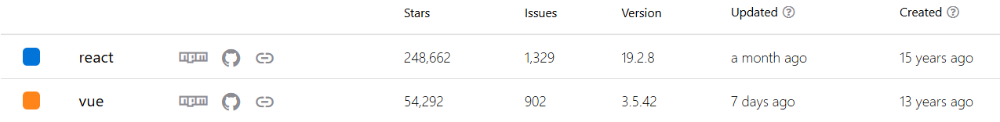 Stars Issues Version Updated ? Created ?
react npm 248,662 1,329 19.2.8 a month ago 15 years ago
vue npm 54,292 902 3.5.42 7 days ago 13 years ago